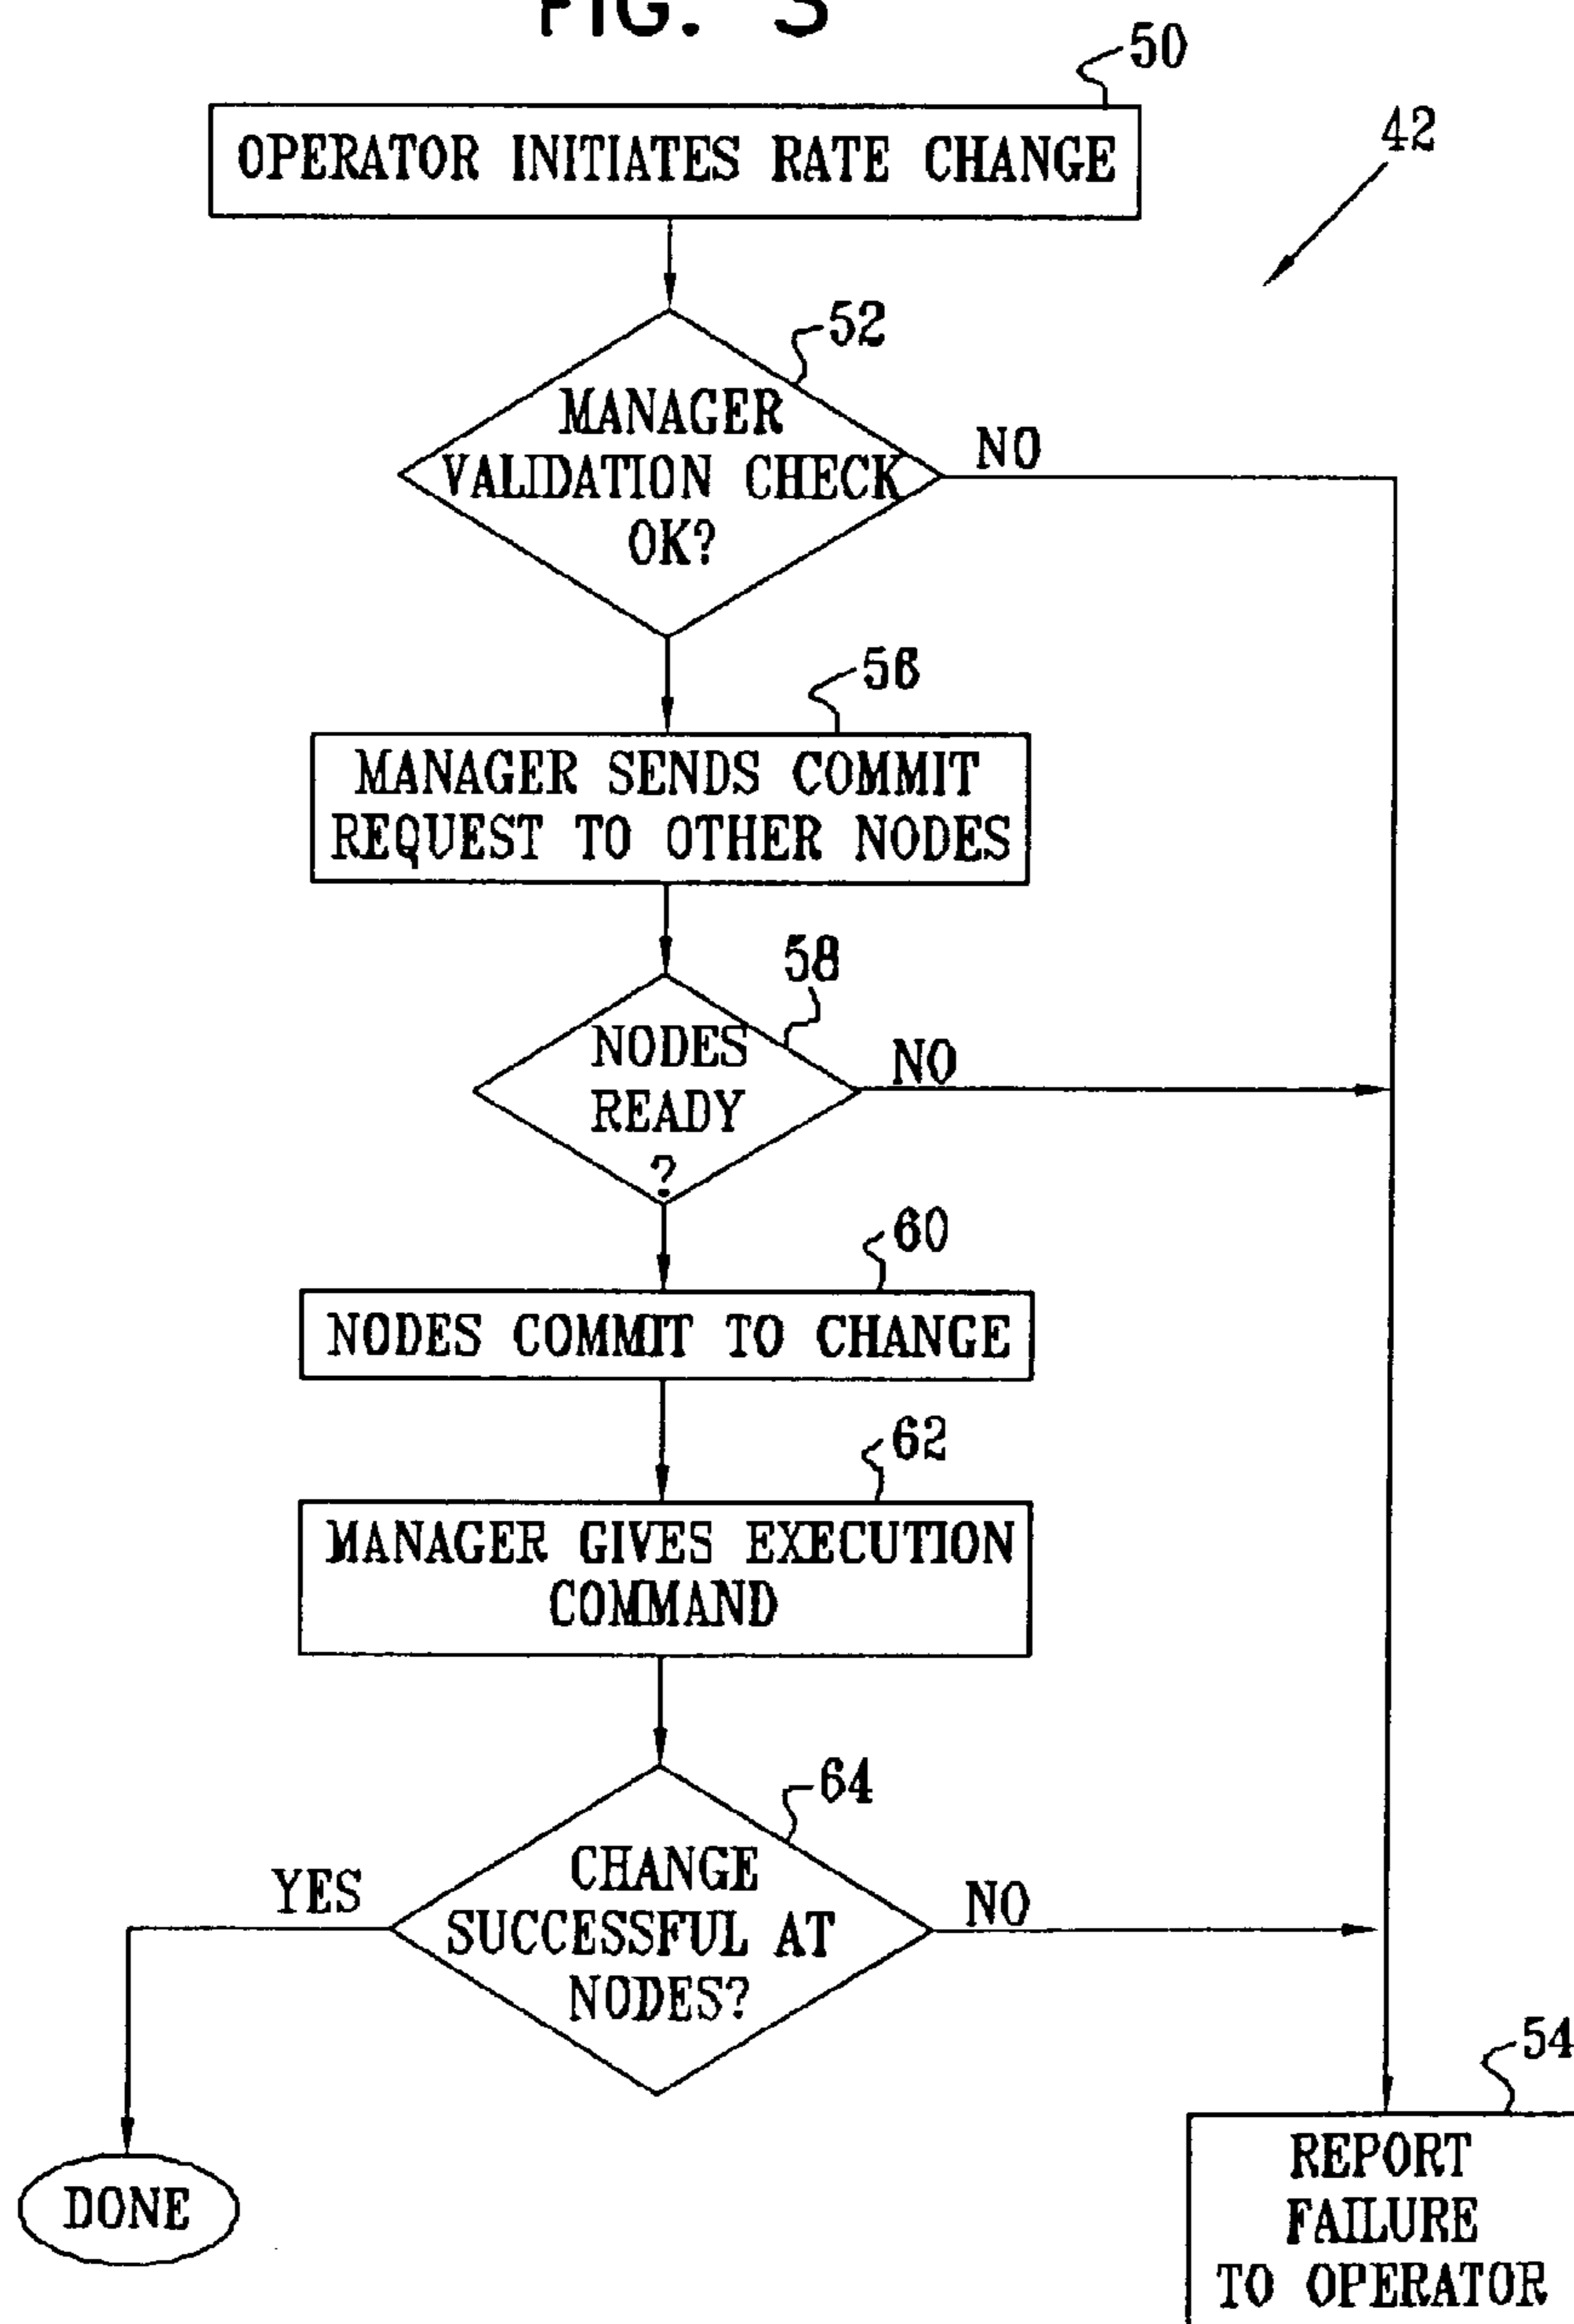 FIG. 3
50
OPERATOR INITIATES RATE CHANGE
42
52
MANAGER
VALIDATION CHECK
OK?
NO
56
MANAGER SENDS COMMIT
REQUEST TO OTHER NODES
58
NODES
READY
?
NO
60
NODES COMMIT TO CHANGE
62
MANAGER GIVES EXECUTION
COMMAND
64
CHANGE
SUCCESSFUL AT
NODES?
YES
NO
54
DONE
REPORT
FAILURE
TO OPERATOR